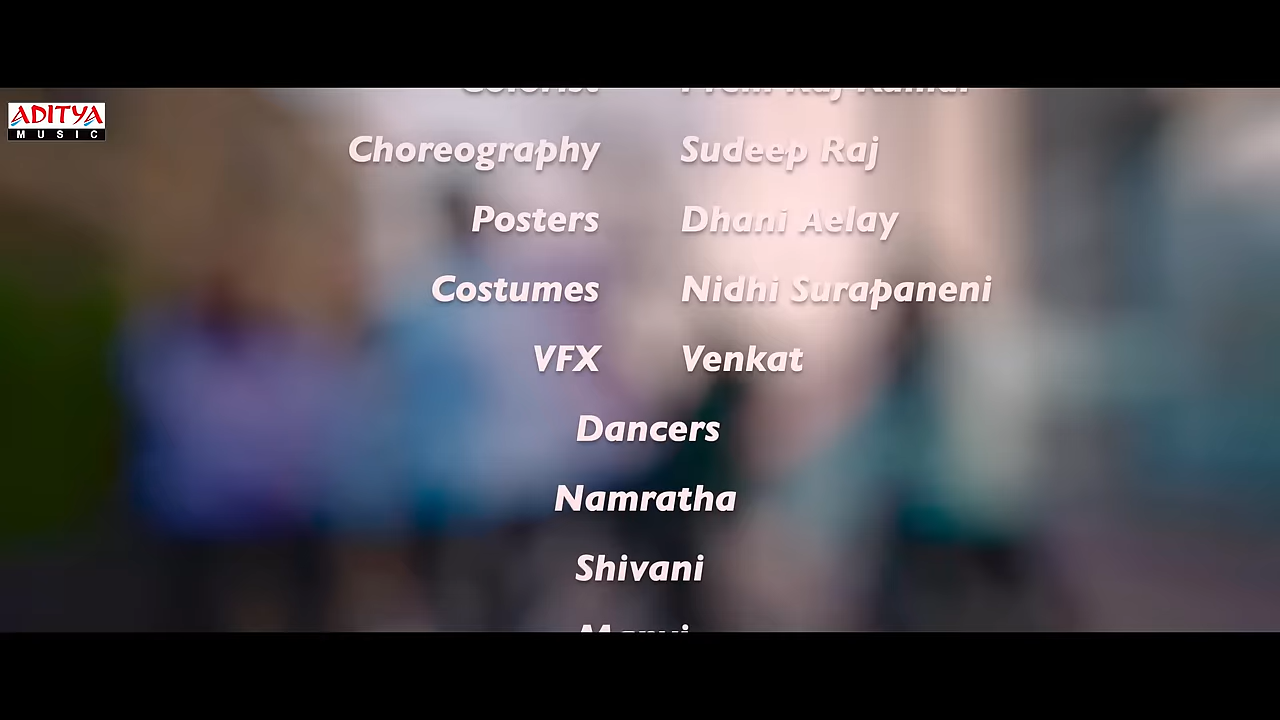 ADITYA
MUSIC
Choreography Sudeep Raj
Posters Dhani Aelay
Costumes Nidhi Surapaneni
VFX Venkat
Dancers
Namratha
Shivani